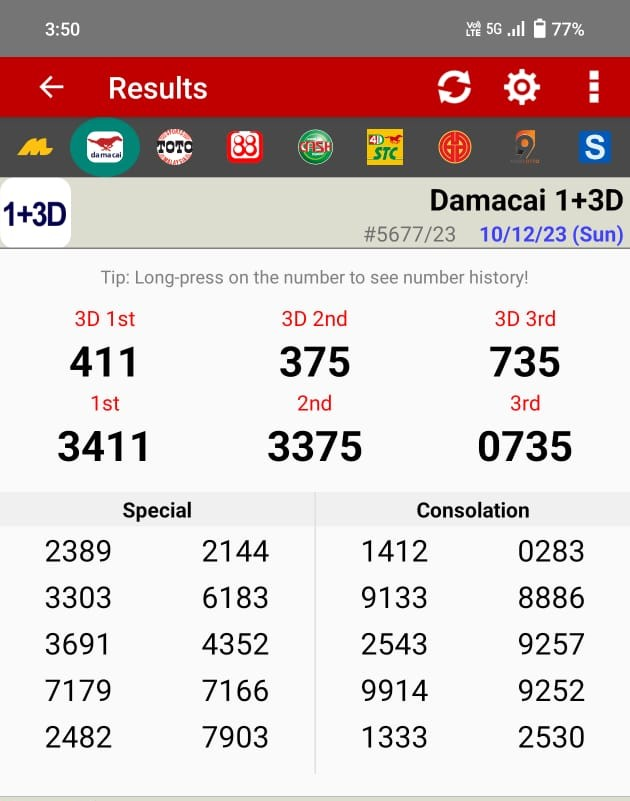 3:50 Vo) LTE 5G 77%
Results
damacai TOTO 88 CASH 4D STC 9 S
1+3D Damacai 1+3D
#5677/23 10/12/23 (Sun)
Tip: Long-press on the number to see number history!
3D 1st 3D 2nd 3D 3rd
411 375 735
1st 2nd 3rd
3411 3375 0735
Special Consolation
2389 2144 1412 0283
3303 6183 9133 8886
3691 4352 2543 9257
7179 7166 9914 9252
2482 7903 1333 2530